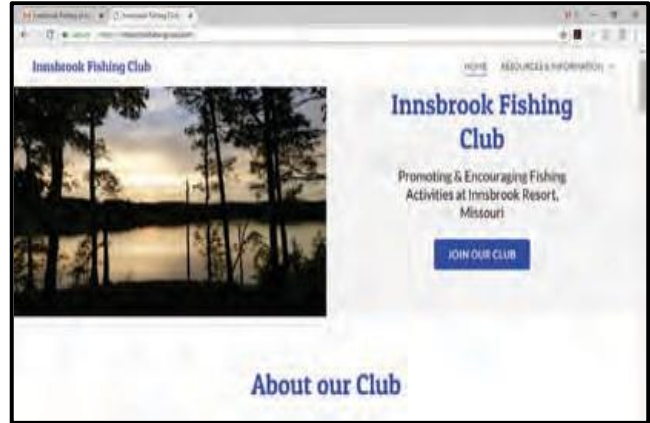 Innsbrook Fishing Club
HOME RESOURCES & INFORMATION
Innsbrook Fishing
Club
Promoting & Encouraging Fishing
Activities at Innsbrook Resort,
Missouri
JOIN OUR CLUB
About our Club